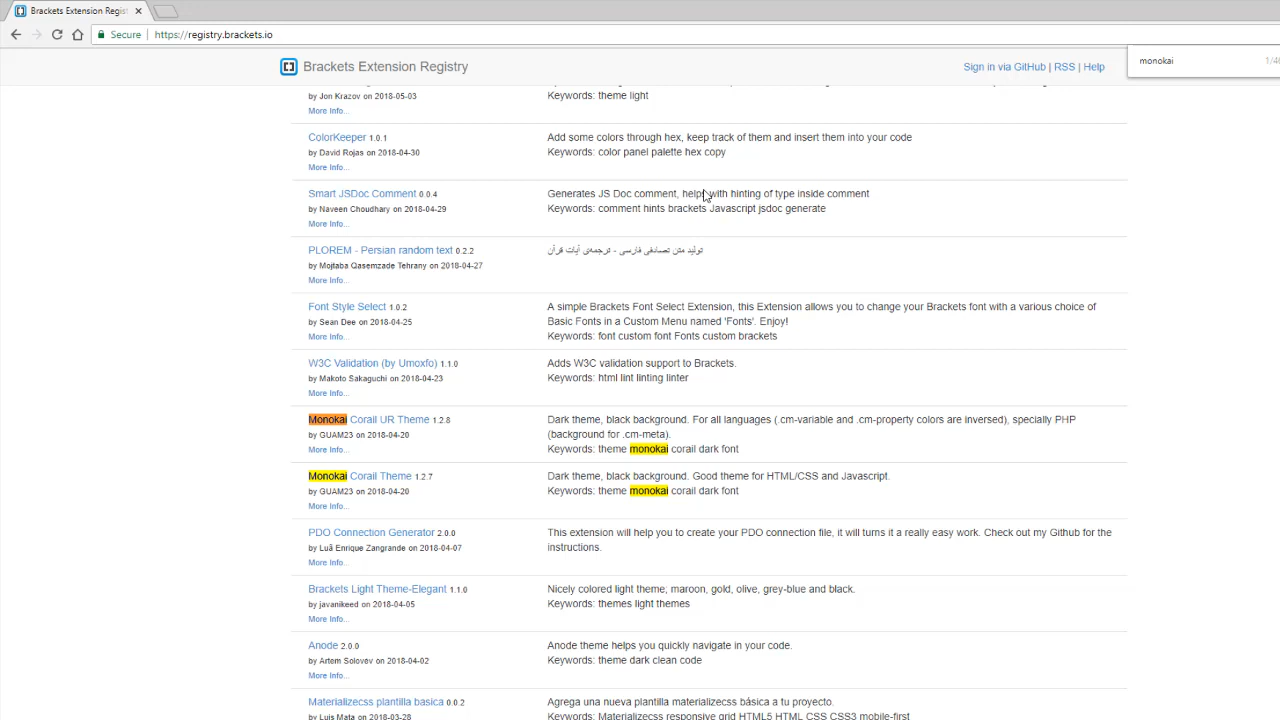 Brackets Extension Regist
Secure
https://registry.brackets.io
monokai
Brackets Extension Registry
Sign in via GitHub | RSS | Help
by Jon Krazov on 2018-05-03
Keywords: theme light
More Info...
ColorKeeper 1.0.1
Add some colors through hex, keep track of them and insert them into your code
by David Rojas on 2018-04-30
Keywords: color panel palette hex copy
More Info...
Smart JSDoc Comment 0.0.4
Generates JS Doc comment, helps with hinting of type inside comment
by Naveen Choudhary on 2018-04-29
Keywords: comment hints brackets Javascript jsdoc generate
More Info...
PLOREM - Persian random text 0.2.2
تولید متن تصادفی فارسی - ترجمه‌ی آیات قرآن
by Mojtaba Qasemzade Tehrany on 2018-04-27
More Info...
Font Style Select 1.0.2
A simple Brackets Font Select Extension, this Extension allows you to change your Brackets font with a various choice of
by Sean Dee on 2018-04-25
Basic Fonts in a Custom Menu named 'Fonts'. Enjoy!
More Info...
Keywords: font custom font Fonts custom brackets
W3C Validation (by Umoxfo) 1.1.0
Adds W3C validation support to Brackets.
by Makoto Sakaguchi on 2018-04-23
Keywords: html lint linting linter
More Info...
Monokai Corail UR Theme 1.2.8
Dark theme, black background. For all languages (.cm-variable and .cm-property colors are inversed), specially PHP
by GUAM23 on 2018-04-20
(background for .cm-meta).
More Info...
Keywords: theme monokai corail dark font
Monokai Corail Theme 1.2.7
Dark theme, black background. Good theme for HTML/CSS and Javascript.
by GUAM23 on 2018-04-20
Keywords: theme monokai corail dark font
More Info...
PDO Connection Generator 2.0.0
This extension will help you to create your PDO connection file, it will turns it a really easy work. Check out my Github for the
by Luã Enrique Zangrande on 2018-04-07
instructions.
More Info...
Brackets Light Theme-Elegant 1.1.0
Nicely colored light theme; maroon, gold, olive, grey-blue and black.
by javanikeed on 2018-04-05
Keywords: themes light themes
More Info...
Anode 2.0.0
Anode theme helps you quickly navigate in your code.
by Artem Solovev on 2018-04-02
Keywords: theme dark clean code
More Info...
Materializecss plantilla basica 0.0.2
Agrega una nueva plantilla materializecss básica a tu proyecto.
by Luis Mata on 2018-03-28
Keywords: Materializecss responsive grid HTML5 HTML CSS CSS3 mobile-first